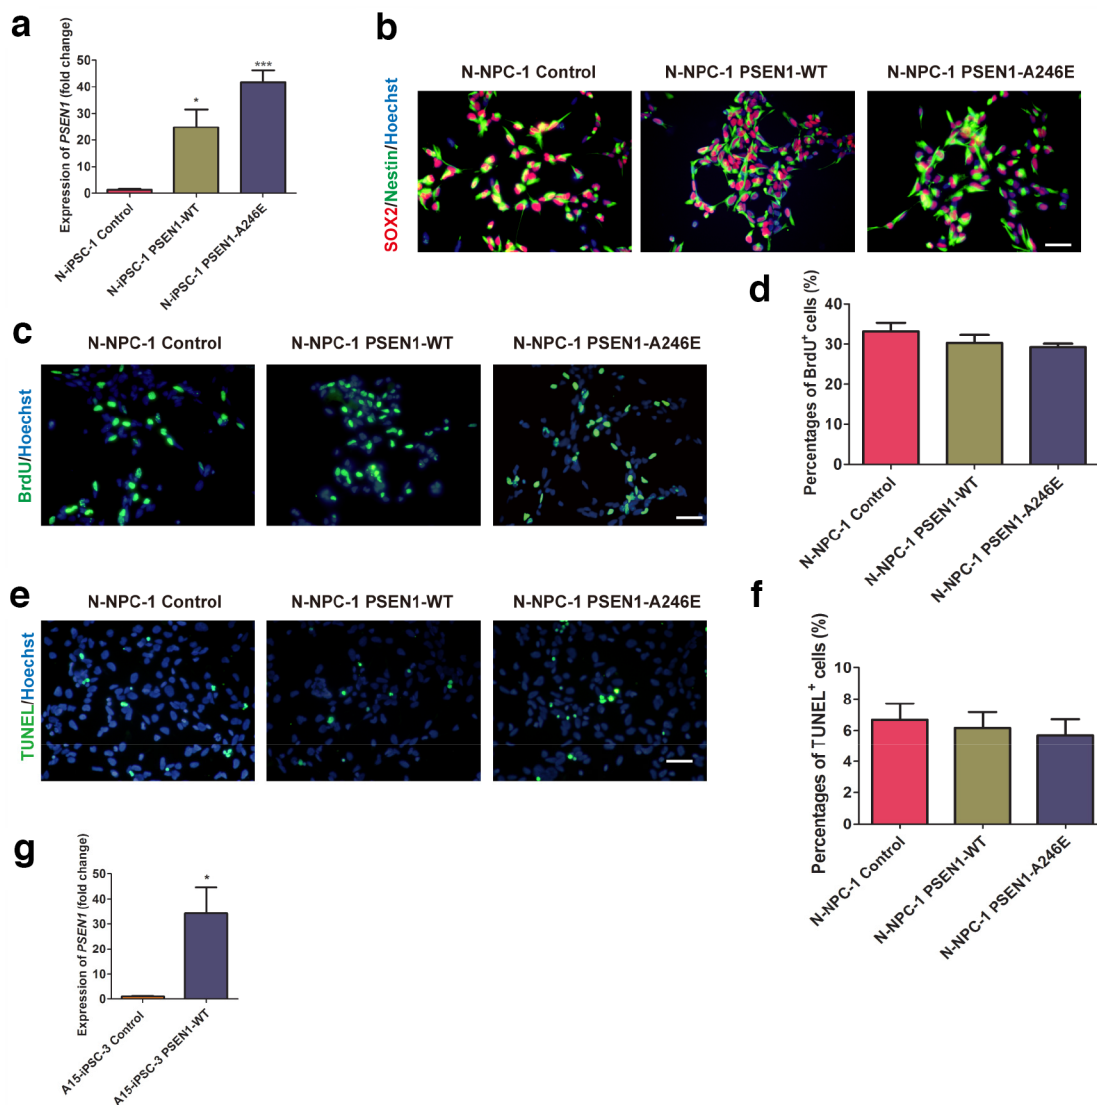 a
Expression of PSEN1 (fold change)
50
40
30
20
10
0
*
***
N-iPSC-1 Control
N-iPSC-1 PSEN1-WT
N-iPSC-1 PSEN1-A246E
b
N-NPC-1 Control
N-NPC-1 PSEN1-WT
N-NPC-1 PSEN1-A246E
SOX2/Nestin/Hoechst
c
N-NPC-1 Control
N-NPC-1 PSEN1-WT
N-NPC-1 PSEN1-A246E
BrdU/Hoechst
d
Percentages of BrdU⁺ cells (%)
40
30
20
10
0
N-NPC-1 Control
N-NPC-1 PSEN1-WT
N-NPC-1 PSEN1-A246E
e
N-NPC-1 Control
N-NPC-1 PSEN1-WT
N-NPC-1 PSEN1-A246E
TUNEL/Hoechst
f
Percentages of TUNEL⁺ cells (%)
10
8
6
4
2
0
N-NPC-1 Control
N-NPC-1 PSEN1-WT
N-NPC-1 PSEN1-A246E
g
Expression of PSEN1 (fold change)
50
40
30
20
10
0
*
A15-iPSC-3 Control
A15-iPSC-3 PSEN1-WT